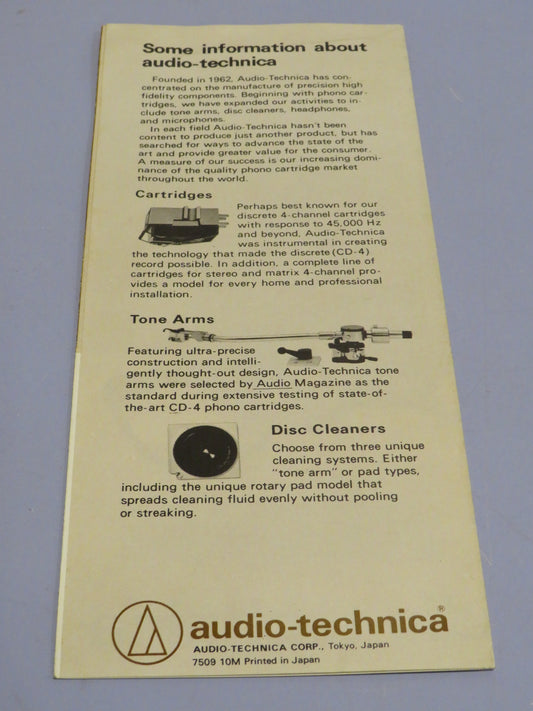 Some information about
audio-technica
Founded in 1962, Audio-Technica has con-
centrated on the manufacture of precision high
fidelity components. Beginning with phono car-
tridges, we have expanded our activities to in-
clude tone arms, disc cleaners, headphones,
and microphones.
In each field Audio-Technica hasn't been
content to produce just another product, but has
searched for ways to advance the state of the
art and provide greater value for the consumer.
A measure of our success is our increasing domi-
nance of the quality phono cartridge market
throughout the world.
Cartridges
Perhaps best known for our
discrete 4-channel cartridges
with response to 45,000 Hz
and beyond, Audio-Technica
was instrumental in creating
the technology that made the discrete (CD-4)
record possible. In addition, a complete line of
cartridges for stereo and matrix 4-channel pro-
vides a model for every home and professional
installation.
Tone Arms
Featuring ultra-precise
construction and intelli-
gently thought-out design, Audio-Technica tone
arms were selected by Audio Magazine as the
standard during extensive testing of state-of-
the-art CD-4 phono cartridges.
Disc Cleaners
Choose from three unique
cleaning systems. Either
"tone arm" or pad types,
including the unique rotary pad model that
spreads cleaning fluid evenly without pooling
or streaking.
audio-technica®
AUDIO-TECHNICA CORP., Tokyo, Japan
7509 10M Printed in Japan